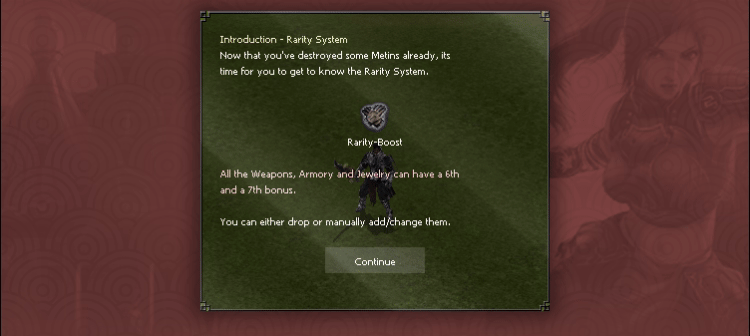 Introduction - Rarity System
Now that you've destroyed some Metins already, its
time for you to get to know the Rarity System.
Rarity-Boost
All the Weapons, Armory and Jewelry can have a 6th
and a 7th bonus.
You can either drop or manually add/change them.
Continue